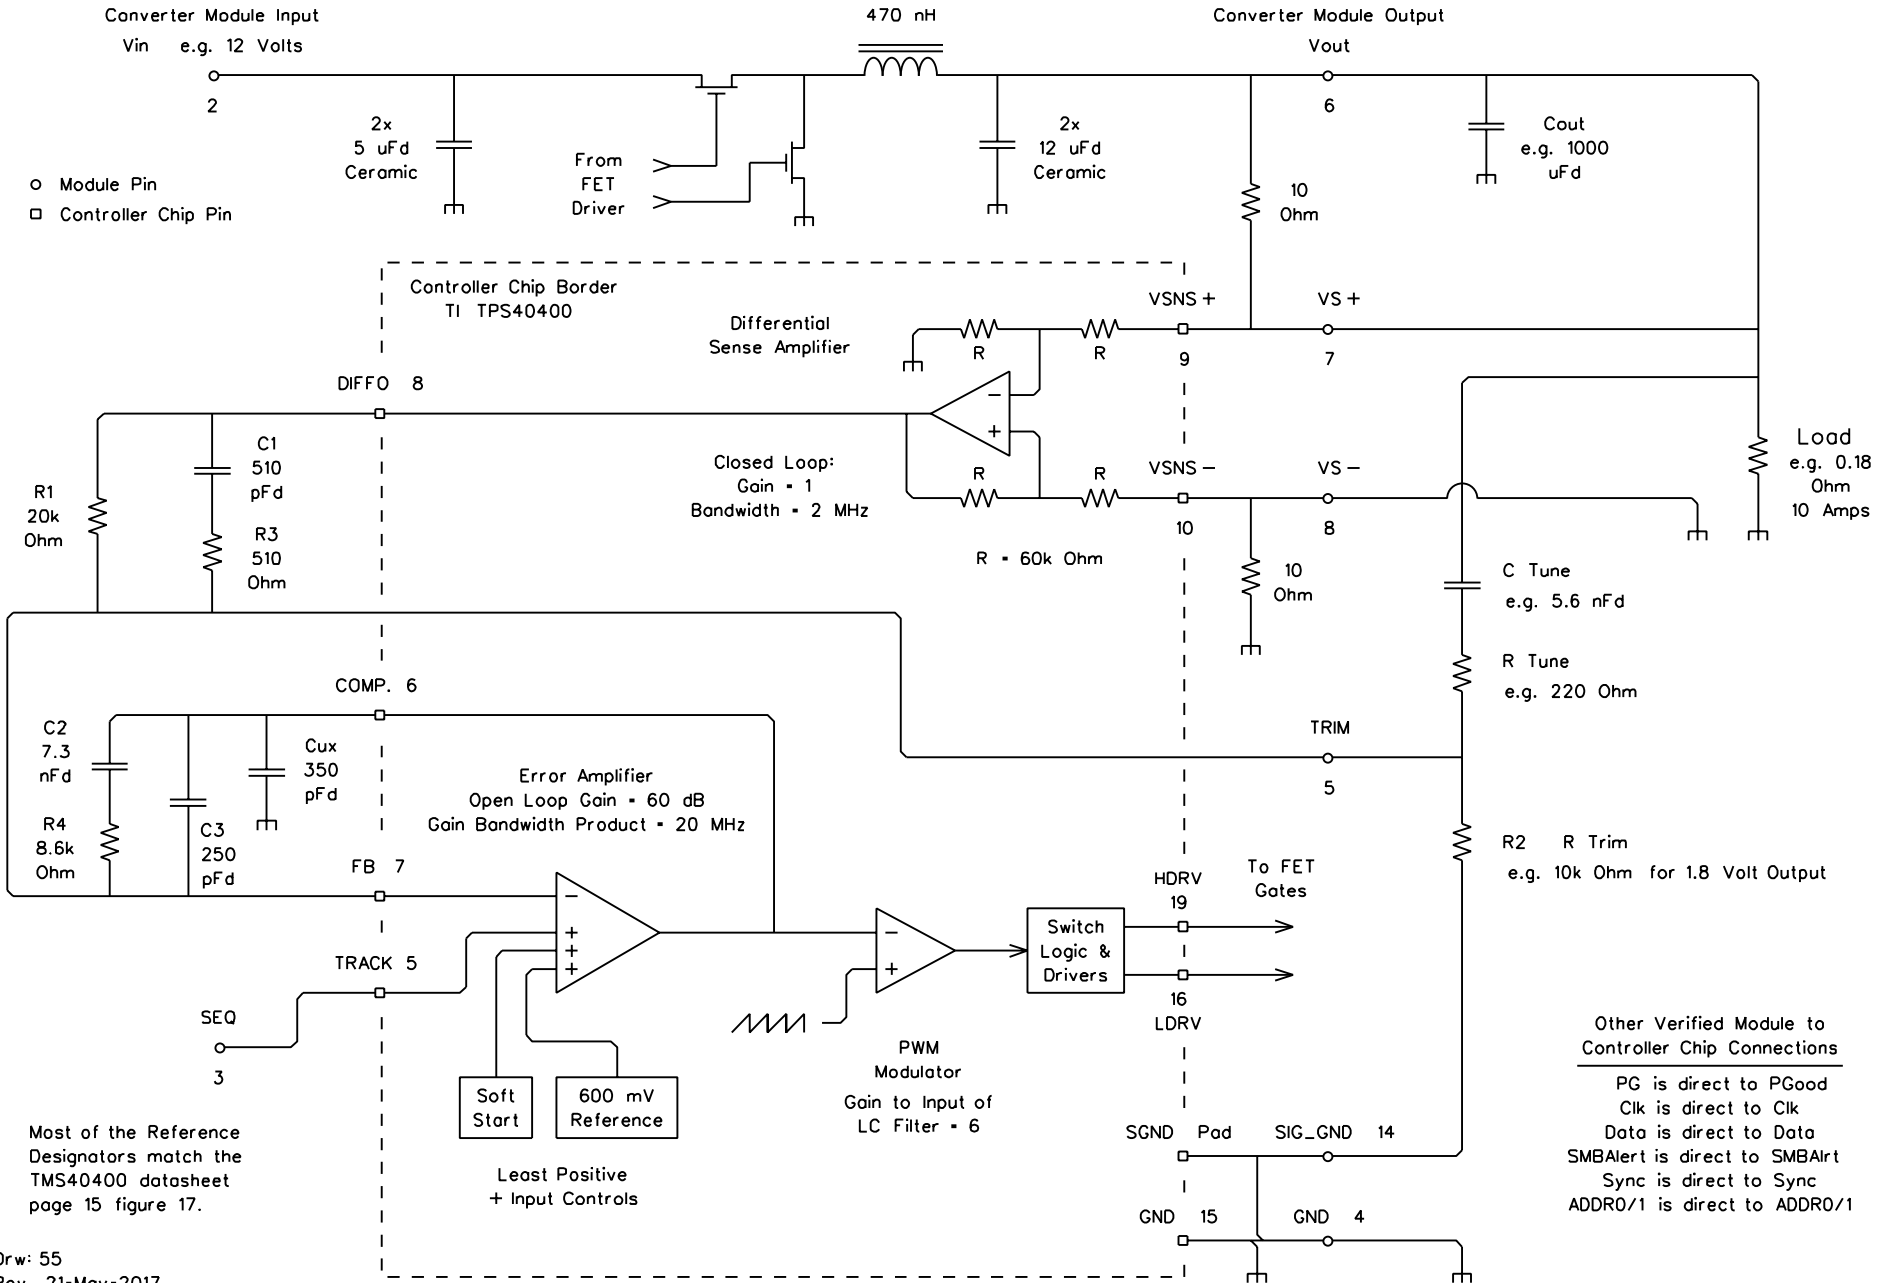 Converter Module Input
Vin e.g. 12 Volts
2
470 nH
Converter Module Output
Vout
6
2x
5 uFd
Ceramic
From
FET
Driver
2x
12 uFd
Ceramic
Cout
e.g. 1000
uFd
10
Ohm
Module Pin
Controller Chip Pin
Controller Chip Border
TI TPS40400
Differential
Sense Amplifier
R
R
VSNS +
9
VS +
7
DIFFO 8
-
+
Closed Loop:
Gain = 1
Bandwidth = 2 MHz
R
R
VSNS -
10
VS -
8
R = 60k Ohm
10
Ohm
Load
e.g. 0.18
Ohm
10 Amps
C1
510
pFd
R1
20k
Ohm
R3
510
Ohm
C Tune
e.g. 5.6 nFd
R Tune
e.g. 220 Ohm
COMP. 6
TRIM
5
C2
7.3
nFd
Cux
350
pFd
R4
8.6k
Ohm
C3
250
pFd
Error Amplifier
Open Loop Gain = 60 dB
Gain Bandwidth Product = 20 MHz
R2 R Trim
e.g. 10k Ohm for 1.8 Volt Output
FB 7
-
+
+
+
TRACK 5
SEQ
3
-
+
Switch
Logic &
Drivers
HDRV
19
To FET
Gates
16
LDRV
Soft
Start
600 mV
Reference
PWM
Modulator
Gain to Input of
LC Filter = 6
Least Positive
+ Input Controls
SGND Pad SIG_GND 14
GND 15 GND 4
Other Verified Module to
Controller Chip Connections
PG is direct to PGood
Clk is direct to Clk
Data is direct to Data
SMBAlert is direct to SMBAlrt
Sync is direct to Sync
ADDR0/1 is direct to ADDR0/1
Most of the Reference
Designators match the
TMS40400 datasheet
page 15 figure 17.
Drw: 55
Rev. 21-May-2017